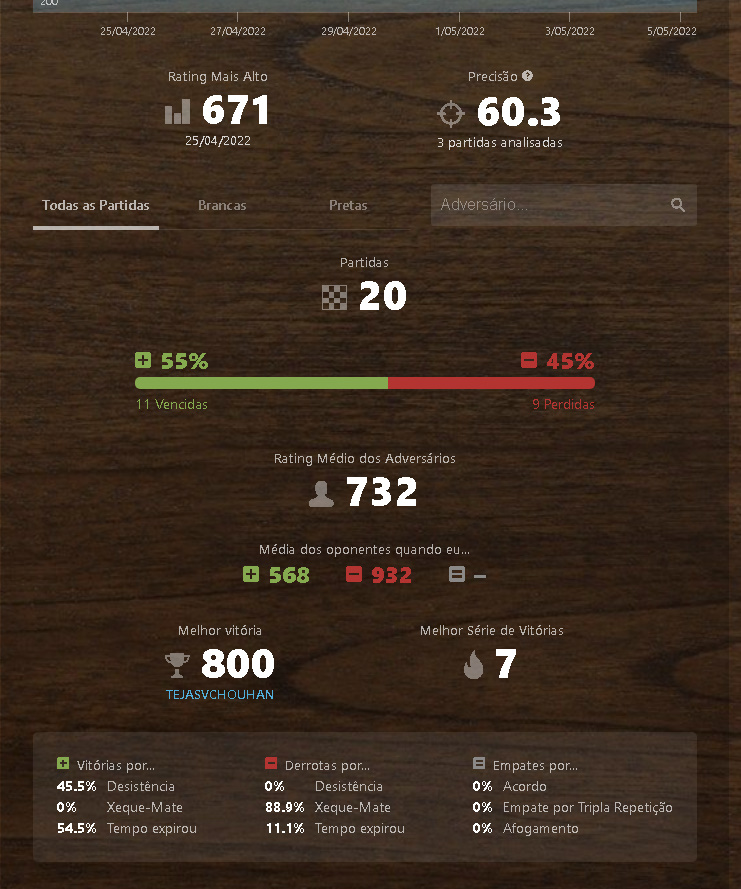 200
25/04/2022 27/04/2022 29/04/2022 1/05/2022 3/05/2022 5/05/2022
Rating Mais Alto Precisão ?
671 60.3
25/04/2022 3 partidas analisadas
Todas as Partidas Brancas Pretas Adversário...
Partidas
20
55% 45%
11 Vencidas 9 Perdidas
Rating Médio dos Adversários
732
Média dos oponentes quando eu...
568 932 –
Melhor vitória Melhor Série de Vitórias
800 7
TEJASVCHOUHAN
Vitórias por... Derrotas por... Empates por...
45.5% Desistência 0% Desistência 0% Acordo
0% Xeque-Mate 88.9% Xeque-Mate 0% Empate por Tripla Repetição
54.5% Tempo expirou 11.1% Tempo expirou 0% Afogamento